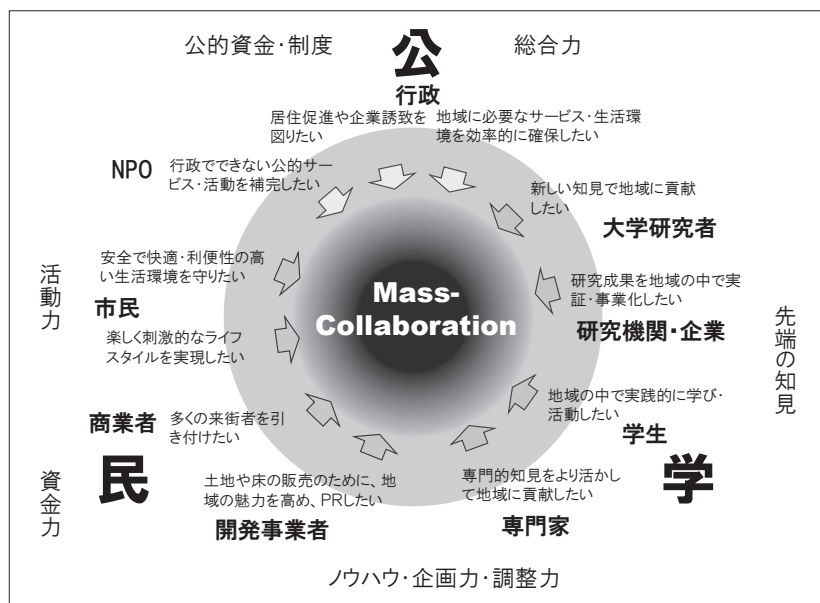 公的資金・制度
公
総合力
行政
居住促進や企業誘致を
図りたい
地域に必要なサービス・生活環
境を効率的に確保したい
NPO
行政でできない公的サー
ビス・活動を補完したい
新しい知見で地域に貢献
したい
大学研究者
活動力
安全で快適・利便性の高
い生活環境を守りたい
市民
楽しく刺激的なライフ
スタイルを実現したい
Mass-
Collaboration
研究成果を地域の中で実
証・事業化したい
研究機関・企業
先端の知見
商業者
多くの来街者を引
き付けたい
地域の中で実践的に学び・
活動したい
学生
資金力
民
土地や床の販売のために、地
域の魅力を高め、PRしたい
開発事業者
専門的知見をより活かし
て地域に貢献したい
専門家
学
ノウハウ・企画力・調整力